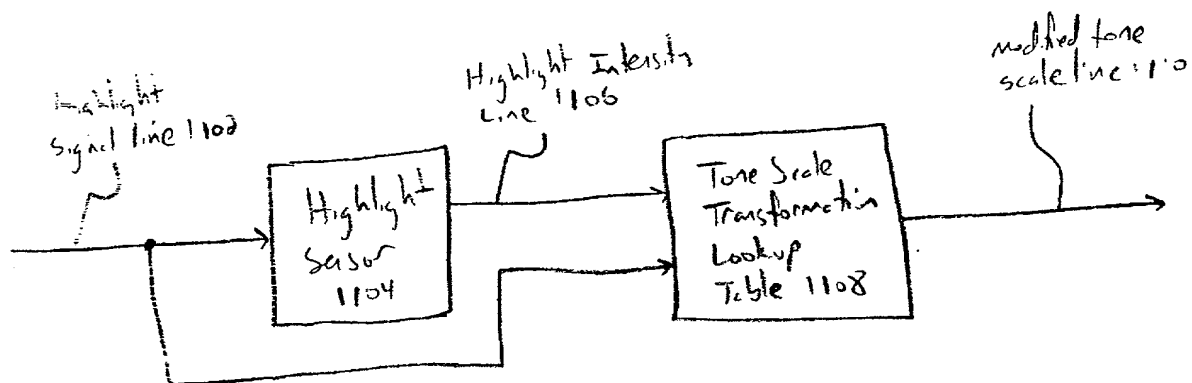 Highlight
signal line 1102
Highlight Intensity
Line 1106
modified tone
scale line 1110
Highlight
Sensor
1104
Tone Scale
Transformation
Lookup
Table 1108